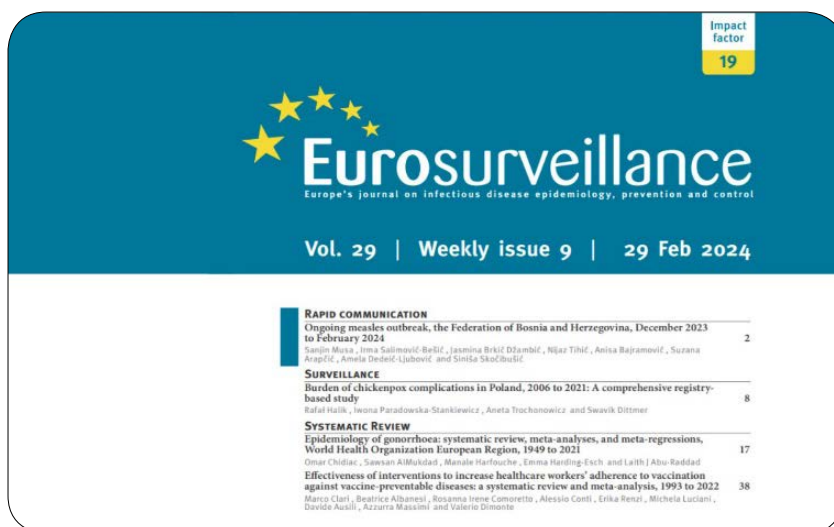 Impact
factor
19
Eurosurveillance
Europe's journal on infectious disease epidemiology, prevention and control
Vol. 29 | Weekly issue 9 | 29 Feb 2024
RAPID COMMUNICATION
Ongoing measles outbreak, the Federation of Bosnia and Herzegovina, December 2023
to February 2024 2
Sanjin Musa , Irma Salimović-Bešić , Jasmina Brkić Džambić , Nijaz Tihić , Anisa Bajramović , Suzana
Arapčić , Amela Dedeić-Ljubović and Siniša Skočibušić
SURVEILLANCE
Burden of chickenpox complications in Poland, 2006 to 2021: A comprehensive registry-
based study 8
Rafał Halik , Iwona Paradowska-Stankiewicz , Aneta Trochonowicz and Swavik Dittmer
SYSTEMATIC REVIEW
Epidemiology of gonorrhoea: systematic review, meta-analyses, and meta-regressions,
World Health Organization European Region, 1949 to 2021 17
Omar Chidiac , Sawsan AlMukdad , Manale Harfouche , Emma Harding-Esch and Laith J Abu-Raddad
Effectiveness of interventions to increase healthcare workers' adherence to vaccination
against vaccine-preventable diseases: a systematic review and meta-analysis, 1993 to 2022 38
Marco Clari , Beatrice Albanesi , Rosanna Irene Comoretto , Alessio Conti , Erika Renzi , Michela Luciani ,
Davide Ausili , Azzurra Massimi and Valerio Dimonte